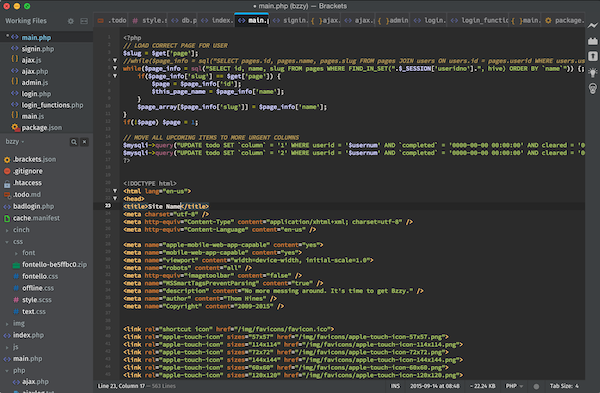 • main.php (bzzy) — Brackets
Working Files
.todo
style.s
db.p
index.
main.p
signin.
ajax.j
ajax.
admin
login.
login_functi
main.
package.
main.php
signin.php
ajax.js
ajax.php
admin.js
login.php
login_functions.php
main.js
package.json
bzzy
.brackets.json
.gitignore
.htaccess
.todo.md
badlogin.php
cache.manifest
cinch
css
font
fontello-be5ffbc0.zip
fontello.css
offline.css
style.scss
text.css
img
index.php
js
main.php
php
ajax.php
<?php
// LOAD CORRECT PAGE FOR USER
$slug = $get['page'];
//while($page_info = sql("SELECT pages.id, pages.name, pages.slug FROM pages JOIN users ON users.id = pages.userid WHERE users.us
while($page_info = sql("SELECT id, name, slug FROM pages WHERE FIND_IN_SET(".$_SESSION['useridno'].", hive) ORDER BY `name`")) {
if($page_info['slug'] == $get['page']) {
$page = $page_info['id'];
$this_page_name = $page_info['name'];
}
$page_array[$page_info['slug']] = $page_info['name'];
}
if(!$page) $page = 1;
// MOVE ALL UPCOMING ITEMS TO MORE URGENT COLUMNS
$mysqli->query("UPDATE todo SET `column` = '1' WHERE userid = '$usernum' AND `completed` = '0000-00-00 00:00:00' AND cleared = '0
$mysqli->query("UPDATE todo SET `column` = '2' WHERE userid = '$usernum' AND `completed` = '0000-00-00 00:00:00' AND cleared = '0
?>
<!DOCTYPE html>
<html lang="en-us">
<head>
23 <title>Site Name</title>
<meta charset="utf-8" />
<meta http-equiv="Content-Type" content="application/xhtml+xml; charset=utf-8" />
<meta http-equiv="Content-Language" content="en-us" />
<meta name="apple-mobile-web-app-capable" content="yes">
<meta name="mobile-web-app-capable" content="yes">
<meta name="viewport" content="width=device-width, initial-scale=1.0">
<meta name="robots" content="all" />
<meta http-equiv="imagetoolbar" content="false" />
<meta name="MSSmartTagsPreventParsing" content="true" />
<meta name="description" content="No more messing around. It's time to get Bzzy." />
<meta name="author" content="Thom Hines" />
<meta name="Copyright" content="2009-2015" />
<link rel="shortcut icon" href="/img/favicons/favicon.ico">
<link rel="apple-touch-icon" sizes="57x57" href="/img/favicons/apple-touch-icon-57x57.png">
<link rel="apple-touch-icon" sizes="114x114" href="/img/favicons/apple-touch-icon-114x114.png">
<link rel="apple-touch-icon" sizes="72x72" href="/img/favicons/apple-touch-icon-72x72.png">
<link rel="apple-touch-icon" sizes="144x144" href="/img/favicons/apple-touch-icon-144x144.png">
<link rel="apple-touch-icon" sizes="60x60" href="/img/favicons/apple-touch-icon-60x60.png">
<link rel="apple-touch-icon" sizes="120x120" href="/img/favicons/apple-touch-icon-120x120.png">
Line 23, Column 17 — 563 Lines
INS
2015-09-14 at 08:48
~ 22.24 KB
PHP
Tab Size: 4